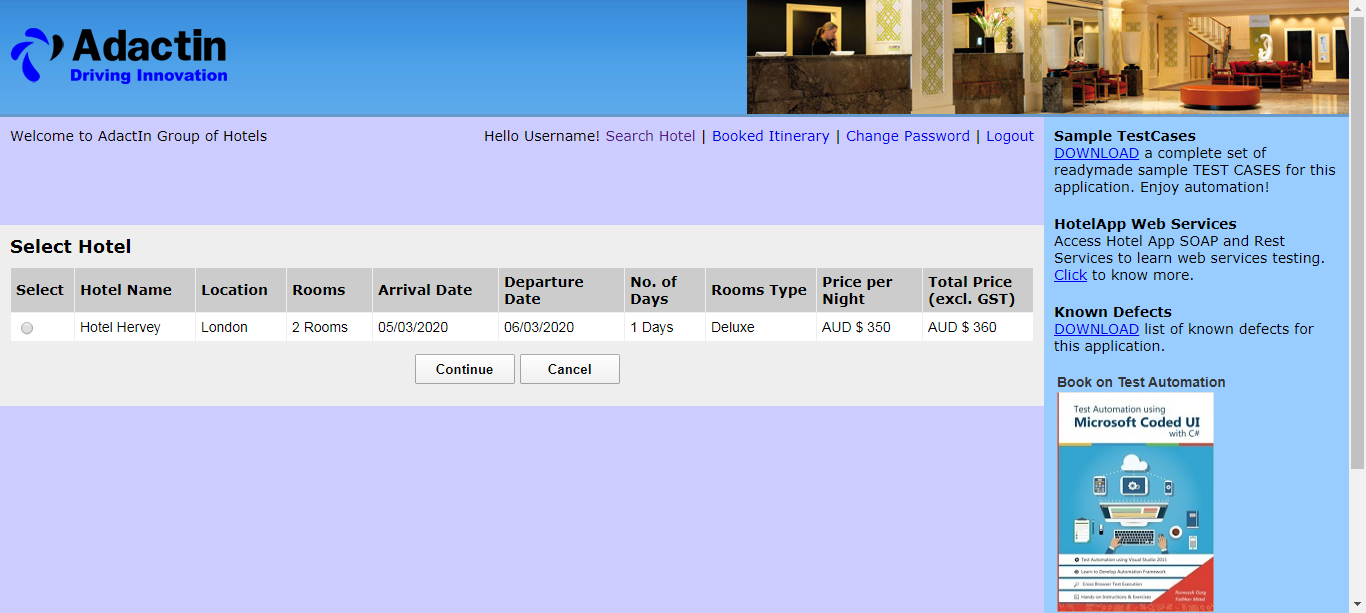 Adactin
Driving Innovation
Welcome to AdactIn Group of Hotels
Hello Username! Search Hotel | Booked Itinerary | Change Password | Logout
Select Hotel
Select Hotel Name Location Rooms Arrival Date Departure Date No. of Days Rooms Type Price per Night Total Price (excl. GST)
Hotel Hervey London 2 Rooms 05/03/2020 06/03/2020 1 Days Deluxe AUD $ 350 AUD $ 360
Continue Cancel
Sample TestCases
DOWNLOAD a complete set of
readymade sample TEST CASES for this
application. Enjoy automation!
HotelApp Web Services
Access Hotel App SOAP and Rest
Services to learn web services testing.
Click to know more.
Known Defects
DOWNLOAD list of known defects for
this application.
Book on Test Automation
Test Automation using
Microsoft Coded UI
with C#
Test Automation using Visual Studio 2013
Learn to Develop Automation Framework
Cross Browser Test Execution
Hands-on Instructions & Exercises
Navneesh Garg
Vaibhav Mittal